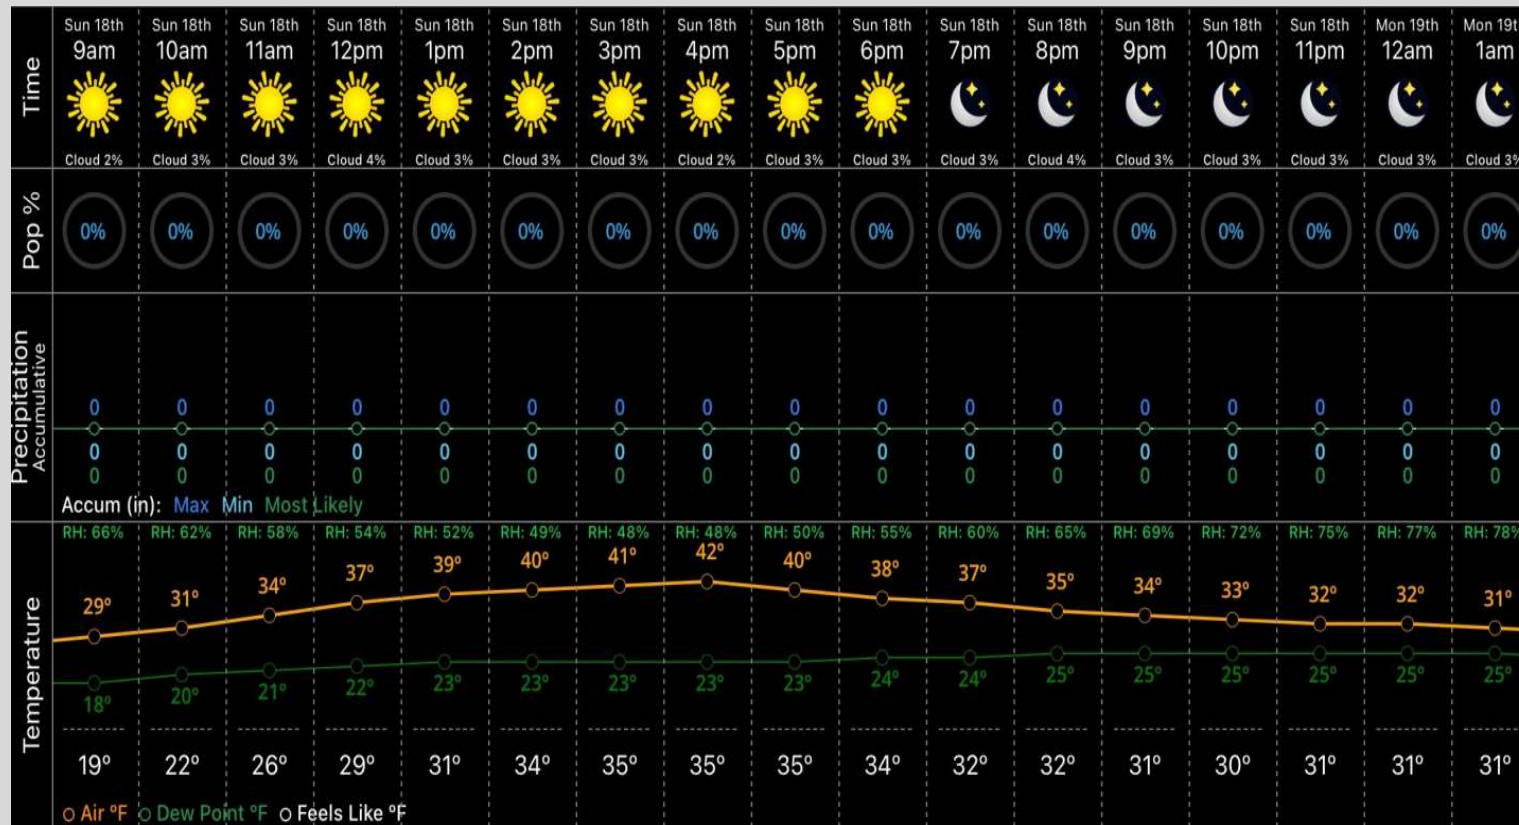 Time
Sun 18th Sun 18th Sun 18th Sun 18th Sun 18th Sun 18th Sun 18th Sun 18th Sun 18th Sun 18th Sun 18th Sun 18th Sun 18th Sun 18th Sun 18th Mon 19th Mon 19t
9am 10am 11am 12pm 1pm 2pm 3pm 4pm 5pm 6pm 7pm 8pm 9pm 10pm 11pm 12am 1am
Cloud 2% Cloud 3% Cloud 3% Cloud 4% Cloud 3% Cloud 3% Cloud 3% Cloud 2% Cloud 3% Cloud 3% Cloud 3% Cloud 4% Cloud 3% Cloud 3% Cloud 3% Cloud 3% Cloud 3%
Pop %
0% 0% 0% 0% 0% 0% 0% 0% 0% 0% 0% 0% 0% 0% 0% 0% 0%
Precipitation
Accumulative
0 0 0 0 0 0 0 0 0 0 0 0 0 0 0 0 0
0 0 0 0 0 0 0 0 0 0 0 0 0 0 0 0 0
0 0 0 0 0 0 0 0 0 0 0 0 0 0 0 0 0
Accum (in): Max Min Most Likely
Temperature
RH: 66% RH: 62% RH: 58% RH: 54% RH: 52% RH: 49% RH: 48% RH: 48% RH: 50% RH: 55% RH: 60% RH: 65% RH: 69% RH: 72% RH: 75% RH: 77% RH: 78%
29° 31° 34° 37° 39° 40° 41° 42° 40° 38° 37° 35° 34° 33° 32° 32° 31°
18° 20° 21° 22° 23° 23° 23° 23° 23° 24° 24° 25° 25° 25° 25° 25° 25°
19° 22° 26° 29° 31° 34° 35° 35° 35° 34° 32° 32° 31° 30° 31° 31° 31°
Air °F Dew Point °F Feels Like °F